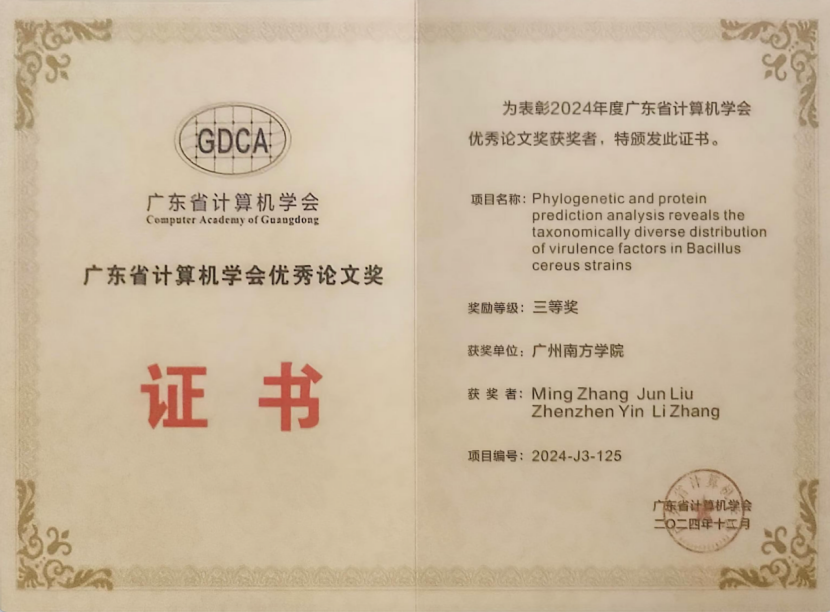 GDCA
广东省计算机学会
Computer Academy of Guangdong
广东省计算机学会优秀论文奖
证书
为表彰2024年度广东省计算机学会
优秀论文奖获奖者，特颁发此证书。
项目名称：Phylogenetic and protein
prediction analysis reveals the
taxonomically diverse distribution
of virulence factors in Bacillus
cereus strains
奖励等级：三等奖
获奖单位：广州南方学院
获奖者：Ming Zhang Jun Liu
Zhenzhen Yin Li Zhang
项目编号：2024-J3-125
广东省计算机学会
二〇二四年十二月